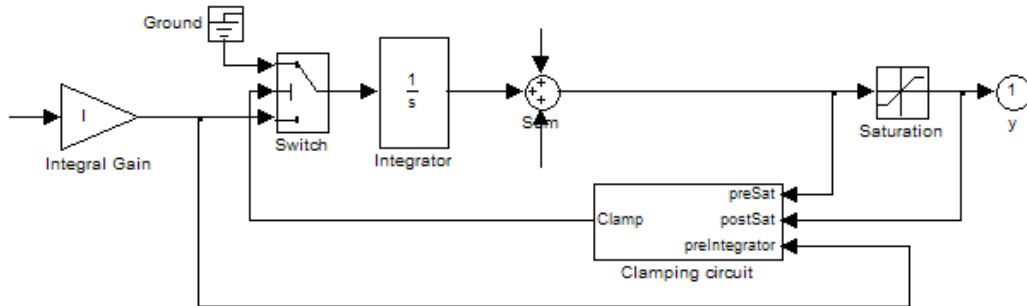 Ground
I
Integral Gain
Switch
1
s
Integrator
+
+
+
Sum
Saturation
1
y
preSat
Clamp
postSat
preIntegrator
Clamping circuit